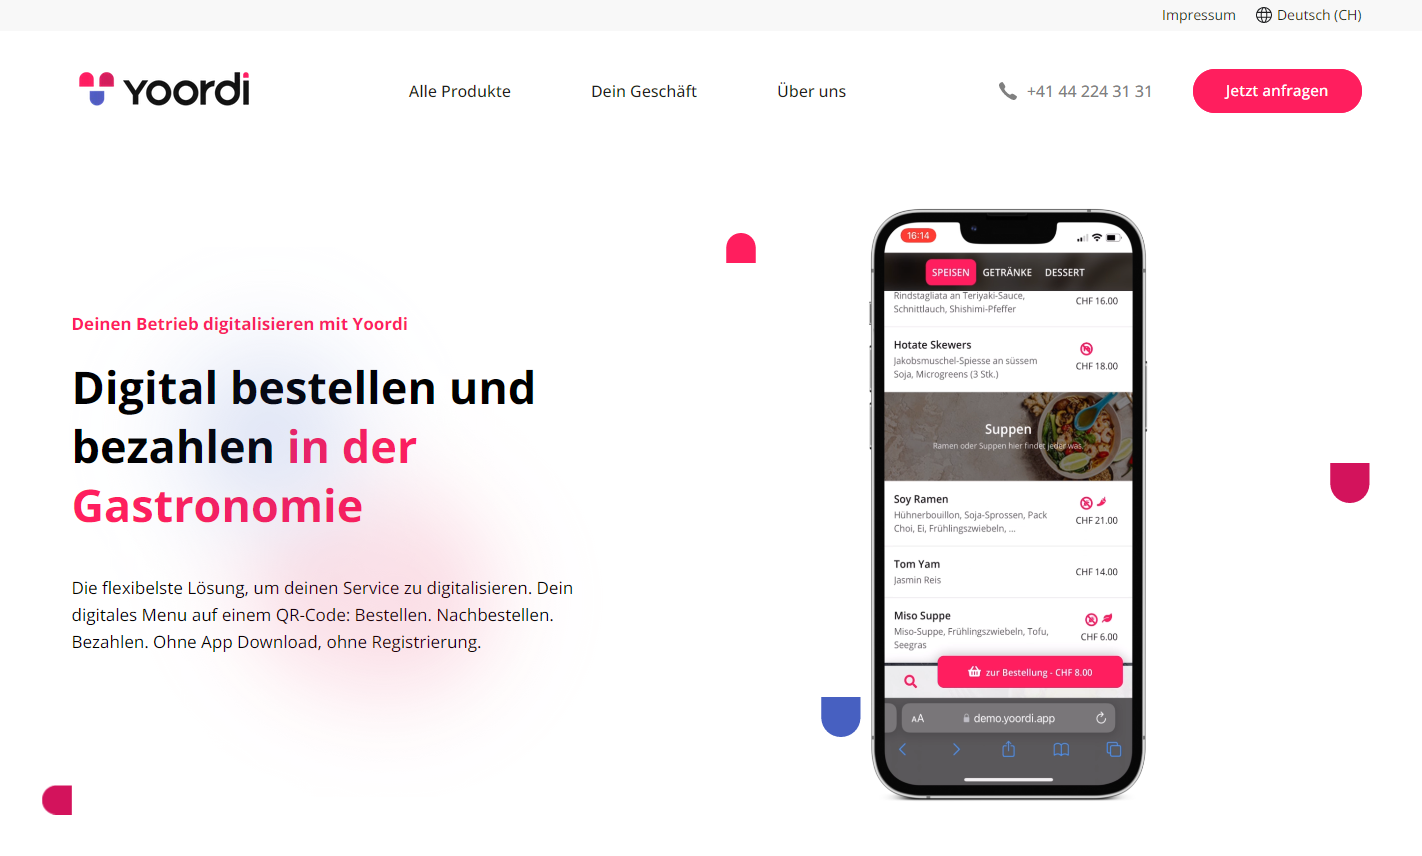 Impressum
Deutsch (CH)
Yoordi
Alle Produkte
Dein Geschäft
Über uns
+41 44 224 31 31
Jetzt anfragen
Deinen Betrieb digitalisieren mit Yoordi
Digital bestellen und
bezahlen in der
Gastronomie
Die flexibelste Lösung, um deinen Service zu digitalisieren. Dein
digitales Menu auf einem QR-Code: Bestellen. Nachbestellen.
Bezahlen. Ohne App Download, ohne Registrierung.
16:14
SPEISEN
GETRÄNKE
DESSERT
Rindstagliata an Teriyaki-Sauce,
Schnittlauch, Shishimi-Pfeffer
CHF 16.00
Hotate Skewers
Jakobsmuschel-Spiesse an süssem
Soja, Microgreens (3 Stk.)
CHF 18.00
Suppen
Ramen oder Suppen hier findet jeder was.
Soy Ramen
Hühnerbouillon, Soja-Sprossen, Pack
Choi, Ei, Frühlingszwiebeln, ...
CHF 21.00
Tom Yam
Jasmin Reis
CHF 14.00
Miso Suppe
Miso-Suppe, Frühlingszwiebeln, Tofu,
Seegras
CHF 6.00
zur Bestellung - CHF 8.00
AA
demo.yoordi.app